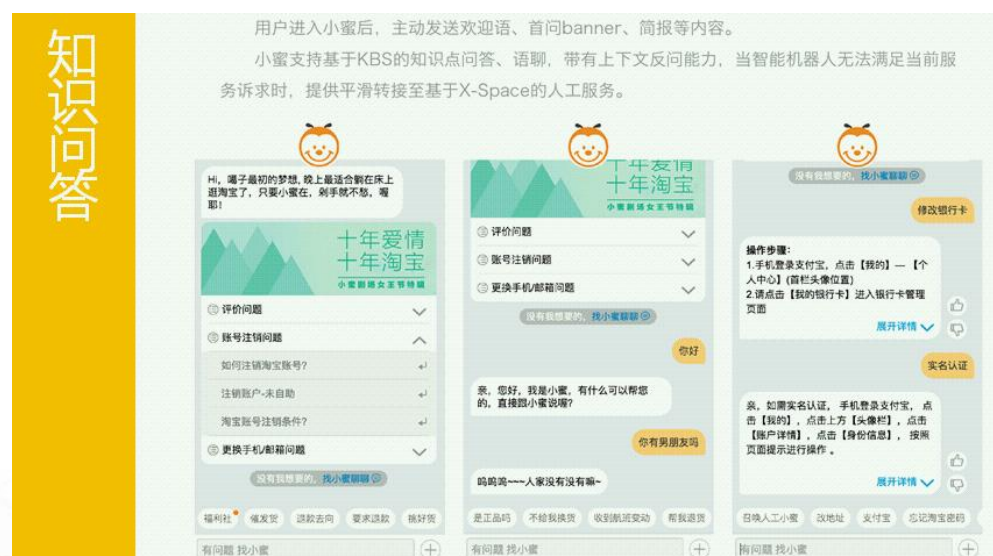 知识问答
用户进入小蜜后，主动发送欢迎语、首问banner、简报等内容。
小蜜支持基于KBS的知识点问答、语聊，带有上下文反问能力，当智能机器人无法满足当前服
务诉求时，提供平滑转接至基于X-Space的人工服务。
Hi，嘴子最初的梦想，晚上最适合躺在床上
逛淘宝了，只要小蜜在，剁手就不愁，喔
耶!
十年爱情
十年淘宝
小蜜剧场女王节特辑
评价问题
账号注销问题
如何注销淘宝账号?
注销账户-未自助
淘宝账号注销条件?
更换手机/邮箱问题
没有我想要的，找小蜜聊聊
福利社
催发货
退款去向
要求退款
挑好货
有问题 找小蜜
十年爱情
十年淘宝
小蜜剧场女王节特辑
评价问题
账号注销问题
更换手机/邮箱问题
没有我想要的，找小蜜聊聊
你好
亲，您好，我是小蜜，有什么可以帮您
的，直接跟小蜜说喔?
你有男朋友吗
呜呜呜~~~人家没有没有嘛~
是正品吗
不给我换货
收到航班变动
帮我退货
有问题 找小蜜
没有我想要的，找小蜜聊聊
修改银行卡
操作步骤:
1.手机登录支付宝，点击【我的】—【个
人中心】(首栏头像位置)
2.请点击【我的银行卡】进入银行卡管理
页面
展开详情
实名认证
亲，如需实名认证， 手机登录支付宝， 点
击【我的】，点击上方【头像栏】，点击
【账户详情】，点击【身份信息】， 按照
页面提示进行操作 。
展开详情
召唤人工小蜜
改地址
支付宝
忘记淘宝密码
有问题 找小蜜